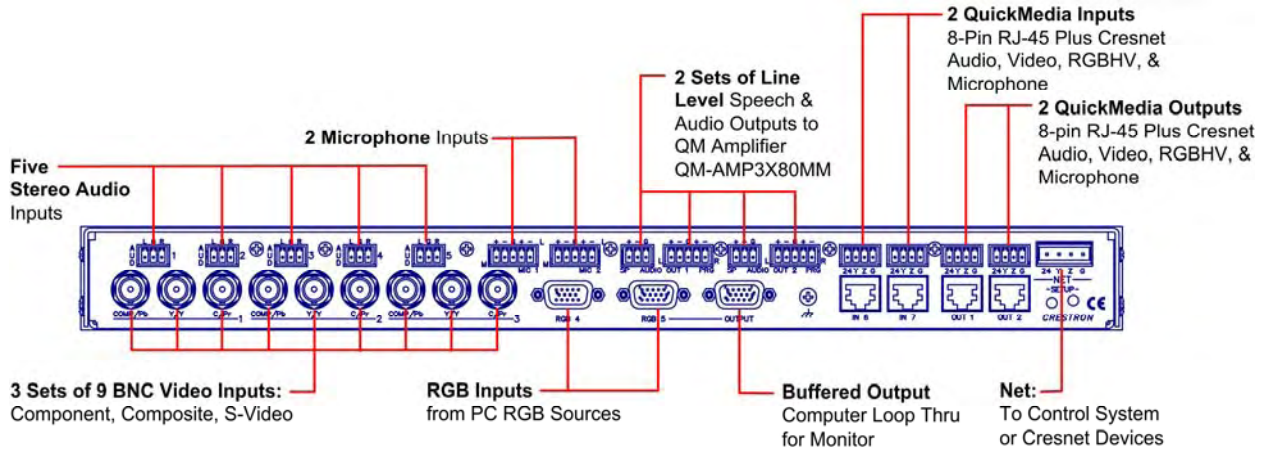 2 QuickMedia Inputs
8-Pin RJ-45 Plus Cresnet
Audio, Video, RGBHV, &
Microphone
2 Sets of Line
Level Speech &
Audio Outputs to
QM Amplifier
QM-AMP3X80MM
2 QuickMedia Outputs
8-pin RJ-45 Plus Cresnet
Audio, Video, RGBHV, &
Microphone
2 Microphone Inputs
Five
Stereo Audio
Inputs
L G R
L G R
L G R
L G R
L G R
AUD 1
AUD 2
AUD 3
AUD 4
AUD 5
MIC 1
MIC 2
SP AUDIO OUT 1 PRG
SP AUDIO OUT 2 PRG
24 Y Z G
24 Y Z G
24 Y Z G
24 Y Z G
24 Y Z G
NET
SETUP
CRESTRON CE
COMP/Pb Y/Y C/Pr 1
COMP/Pb Y/Y C/Pr 2
COMP/Pb Y/Y C/Pr 3
RGB 4
RGB 5
OUTPUT
IN 6
IN 7
OUT 1
OUT 2
3 Sets of 9 BNC Video Inputs:
Component, Composite, S-Video
RGB Inputs
from PC RGB Sources
Buffered Output
Computer Loop Thru
for Monitor
Net:
To Control System
or Cresnet Devices